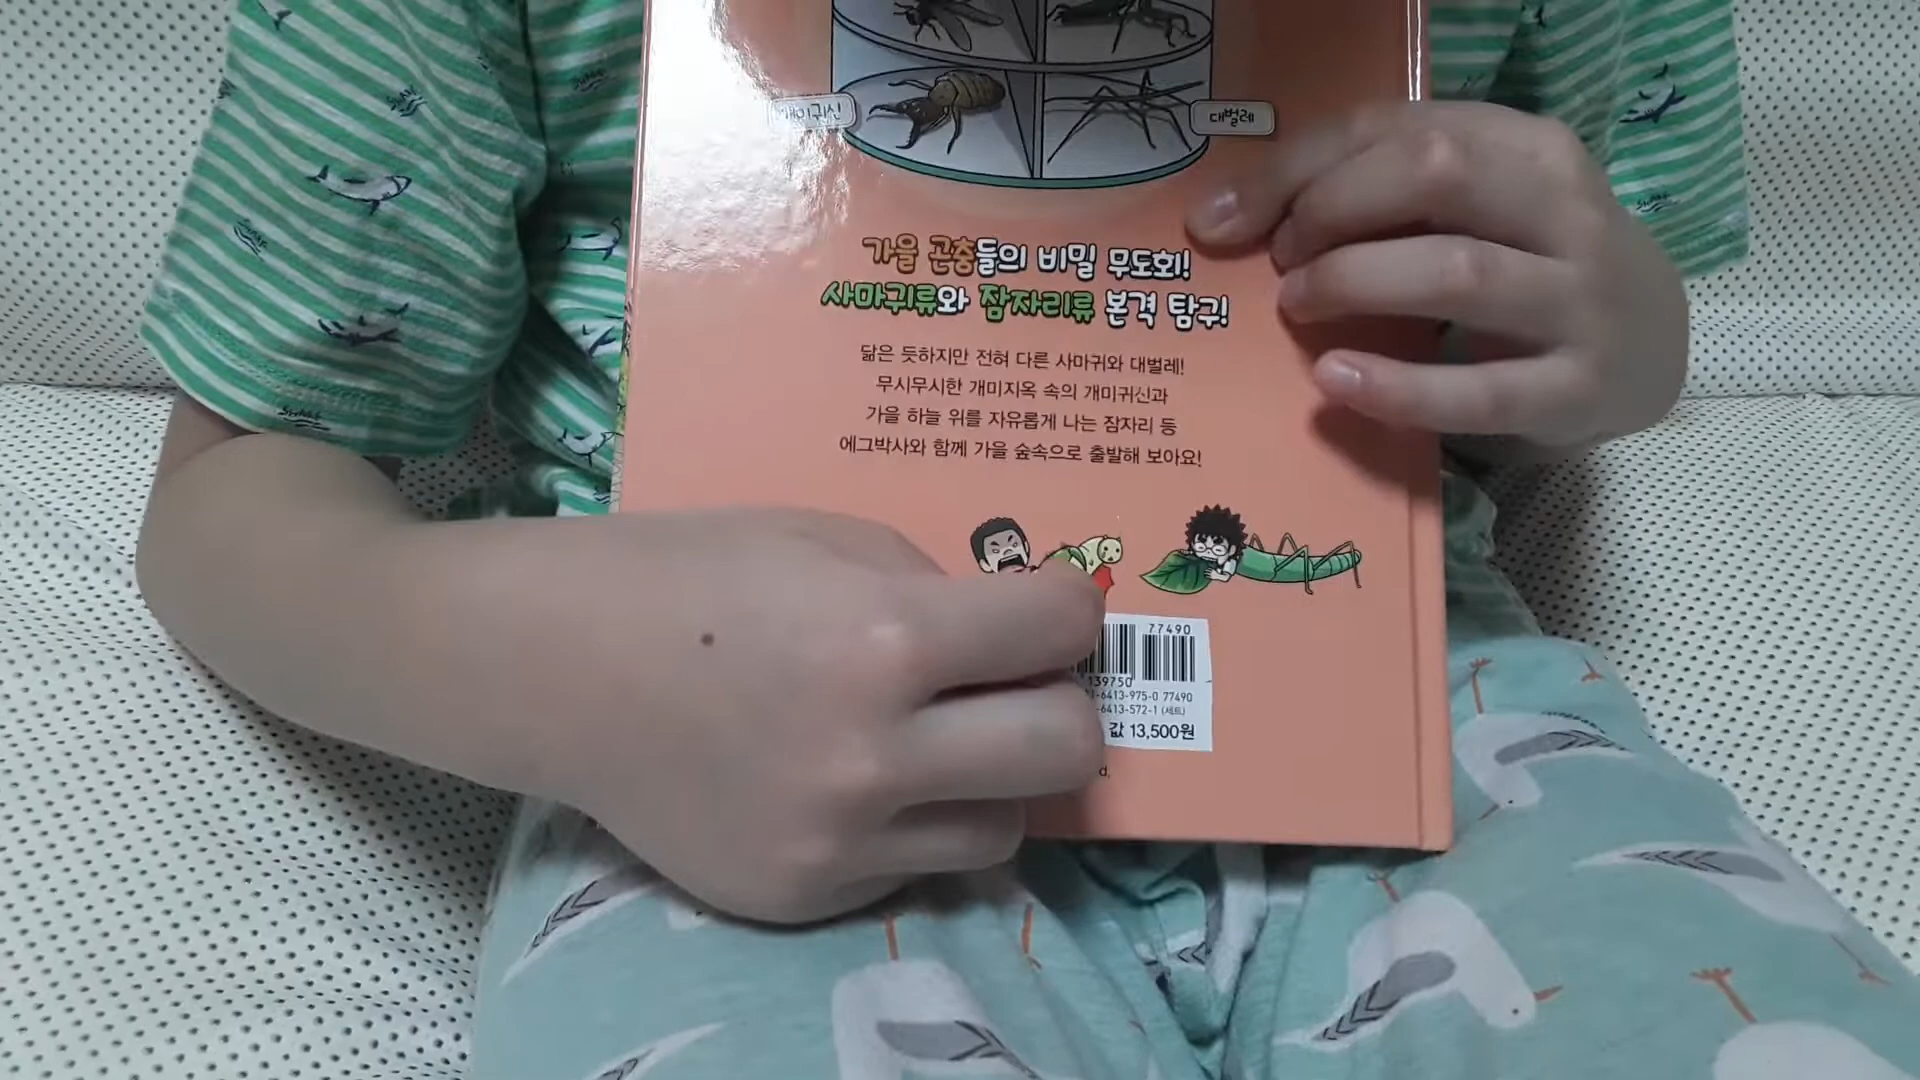 개미귀신
대벌레
가을 곤충들의 비밀 무도회!
사마귀류와 잠자리류 본격 탐구!
닮은 듯하지만 전혀 다른 사마귀와 대벌레!
무시무시한 개미지옥 속의 개미귀신과
가을 하늘 위를 자유롭게 나는 잠자리 등
에그박사와 함께 가을 숲속으로 출발해 보아요!
77490
139750
1-6413-975-0 77490
-6413-572-1 (세트)
값 13,500원
d.